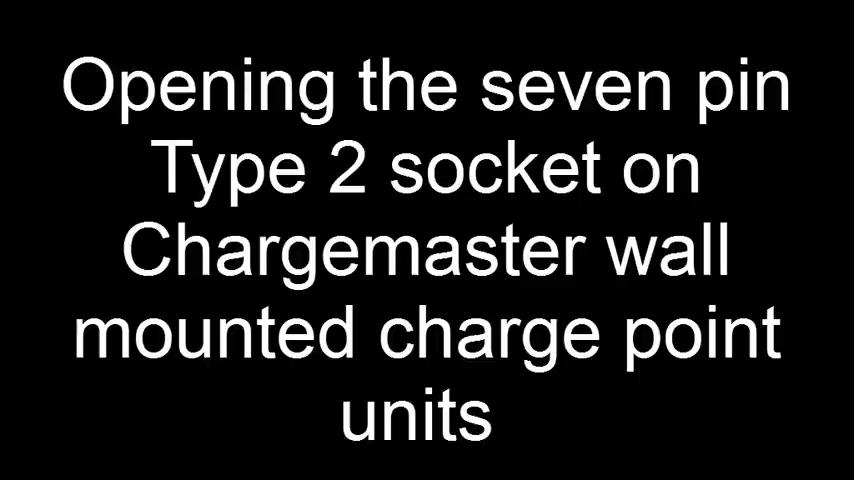 Opening the seven pin
Type 2 socket on
Chargemaster wall
mounted charge point
units